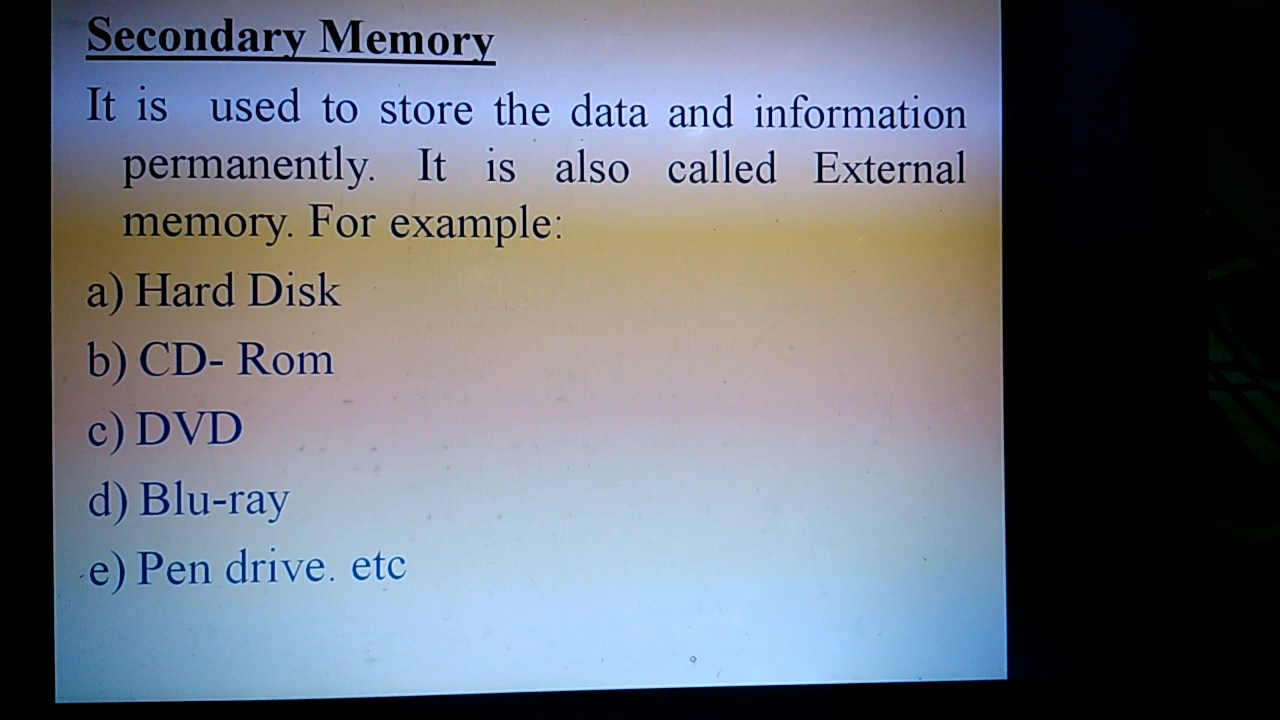 Secondary Memory
It is used to store the data and information
permanently. It is also called External
memory. For example:
a) Hard Disk
b) CD- Rom
c) DVD
d) Blu-ray
e) Pen drive. etc